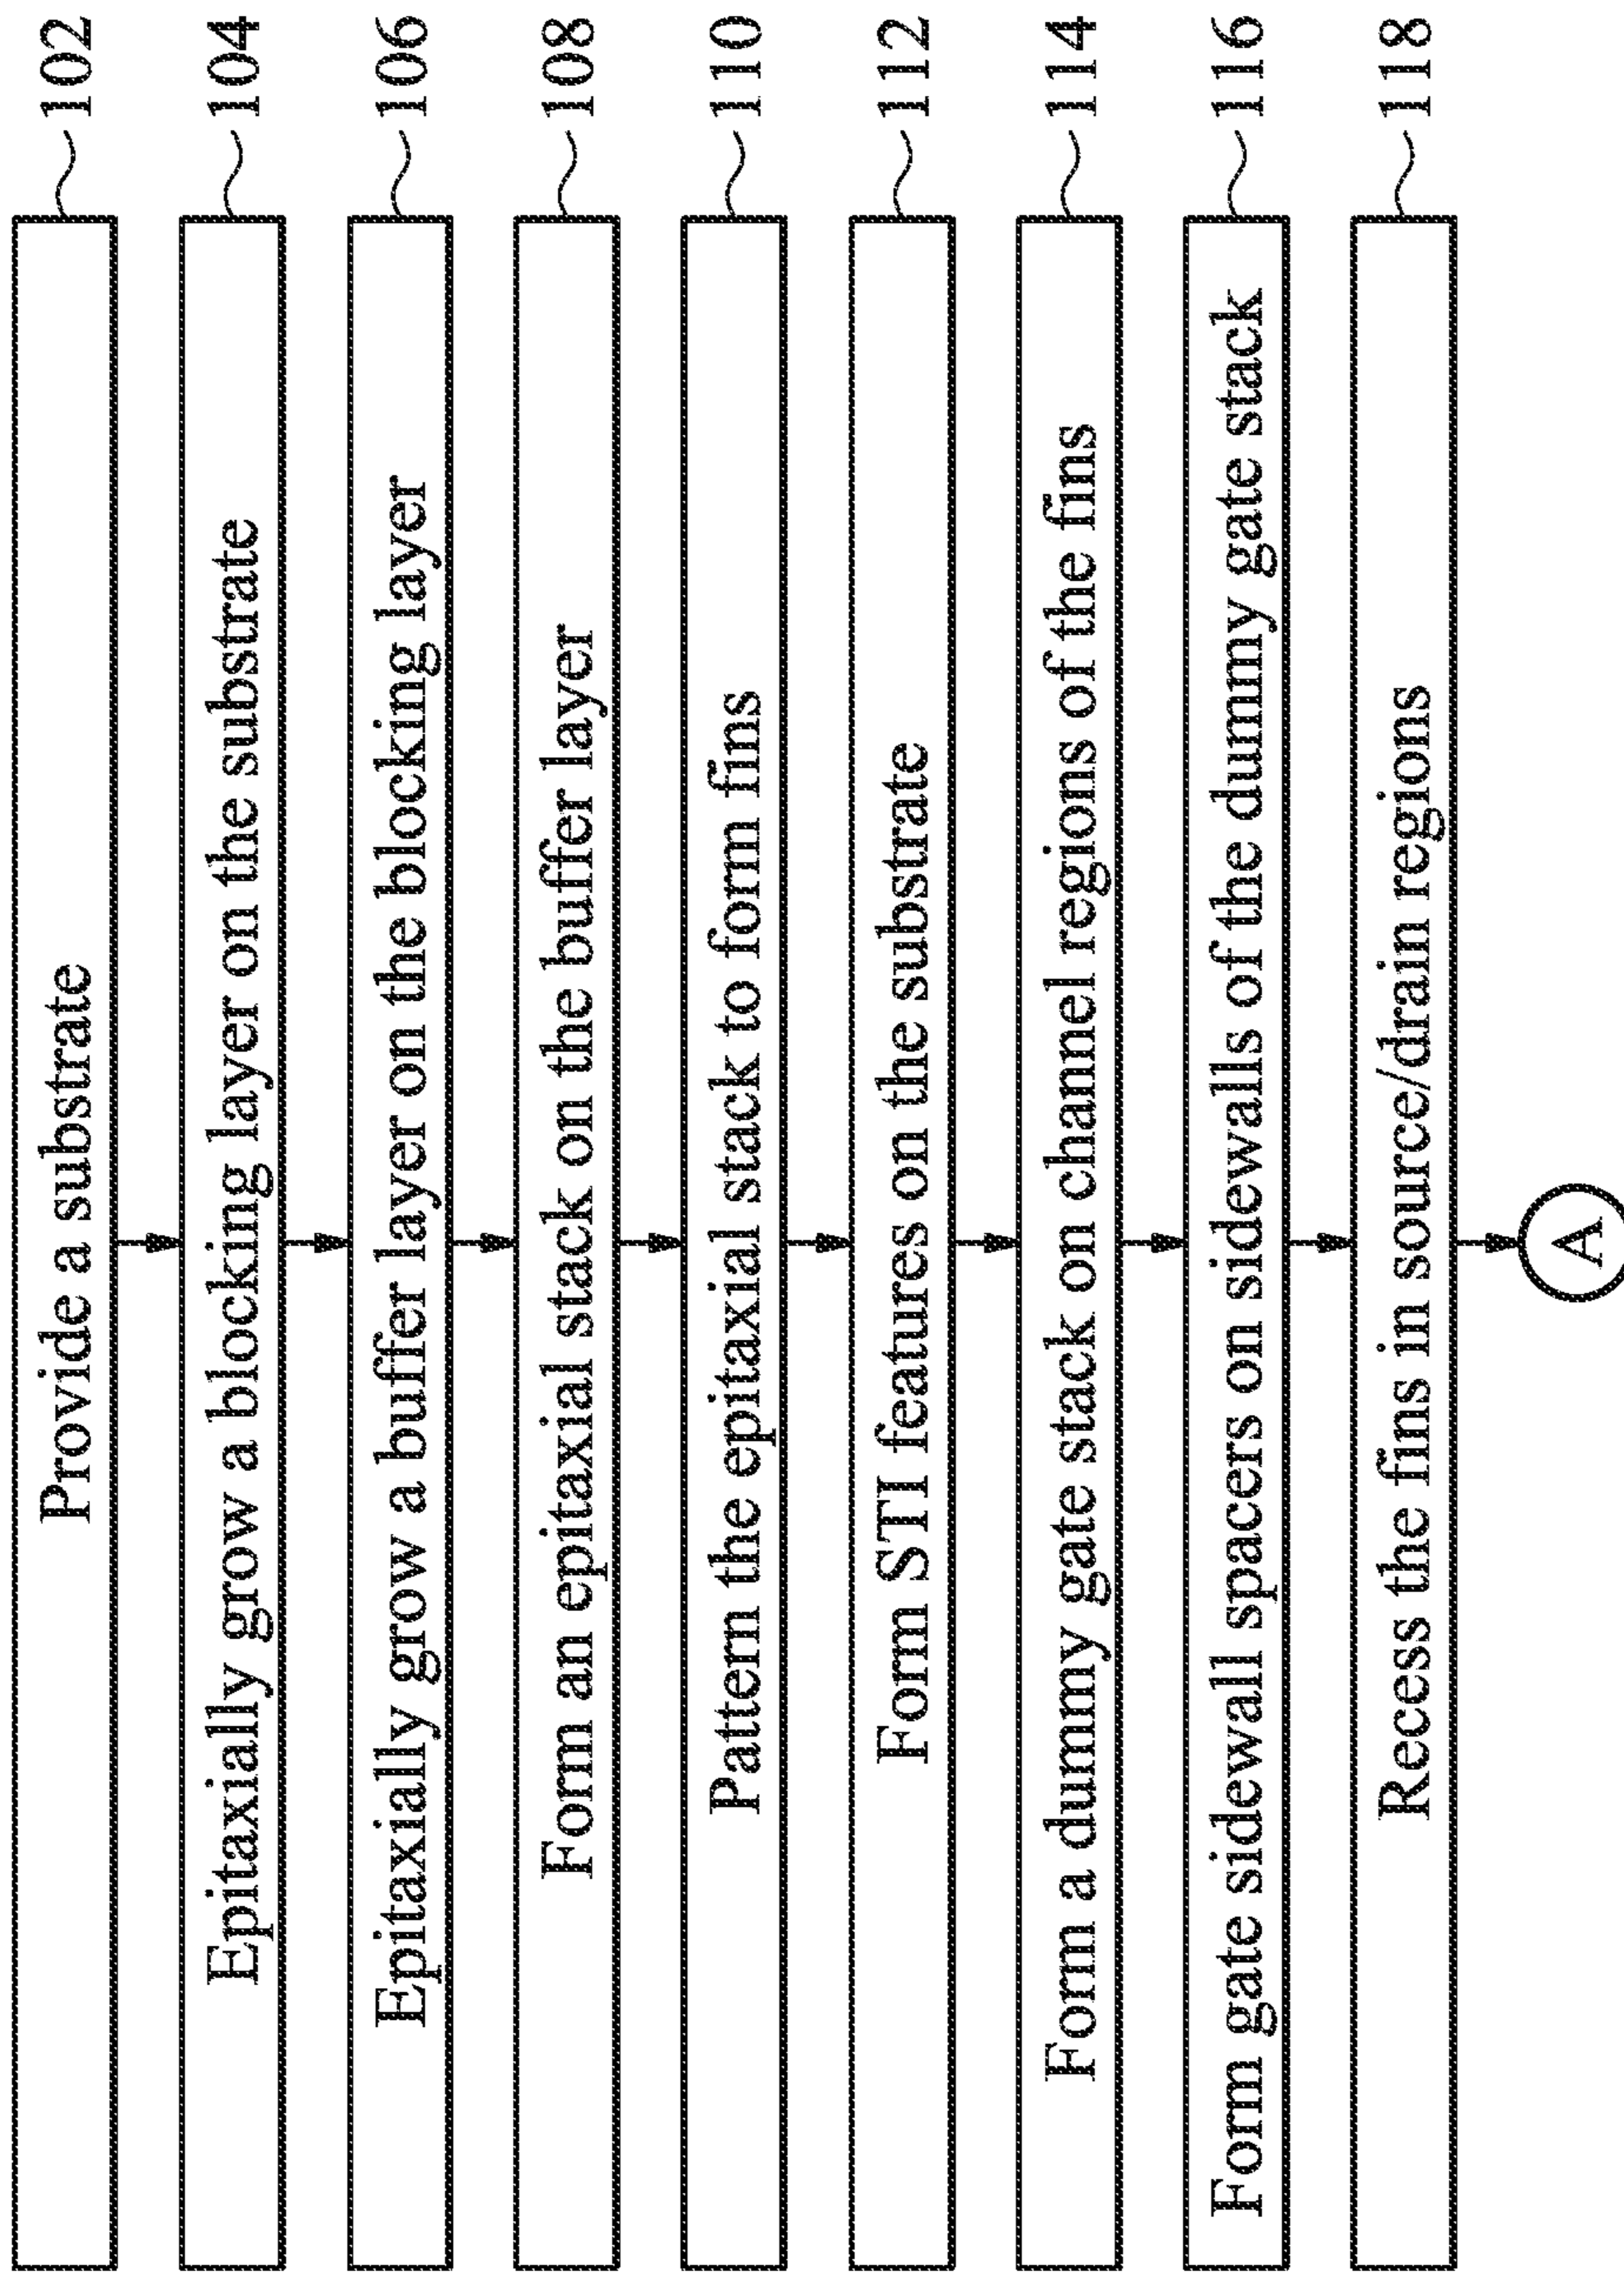 Provide a substrate 102
Epitaxially grow a blocking layer on the substrate 104
Epitaxially grow a buffer layer on the blocking layer 106
Form an epitaxial stack on the buffer layer 108
Pattern the epitaxial stack to form fins 110
Form STI features on the substrate 112
Form a dummy gate stack on channel regions of the fins 114
Form gate sidewall spacers on sidewalls of the dummy gate stack 116
Recess the fins in source/drain regions 118
A